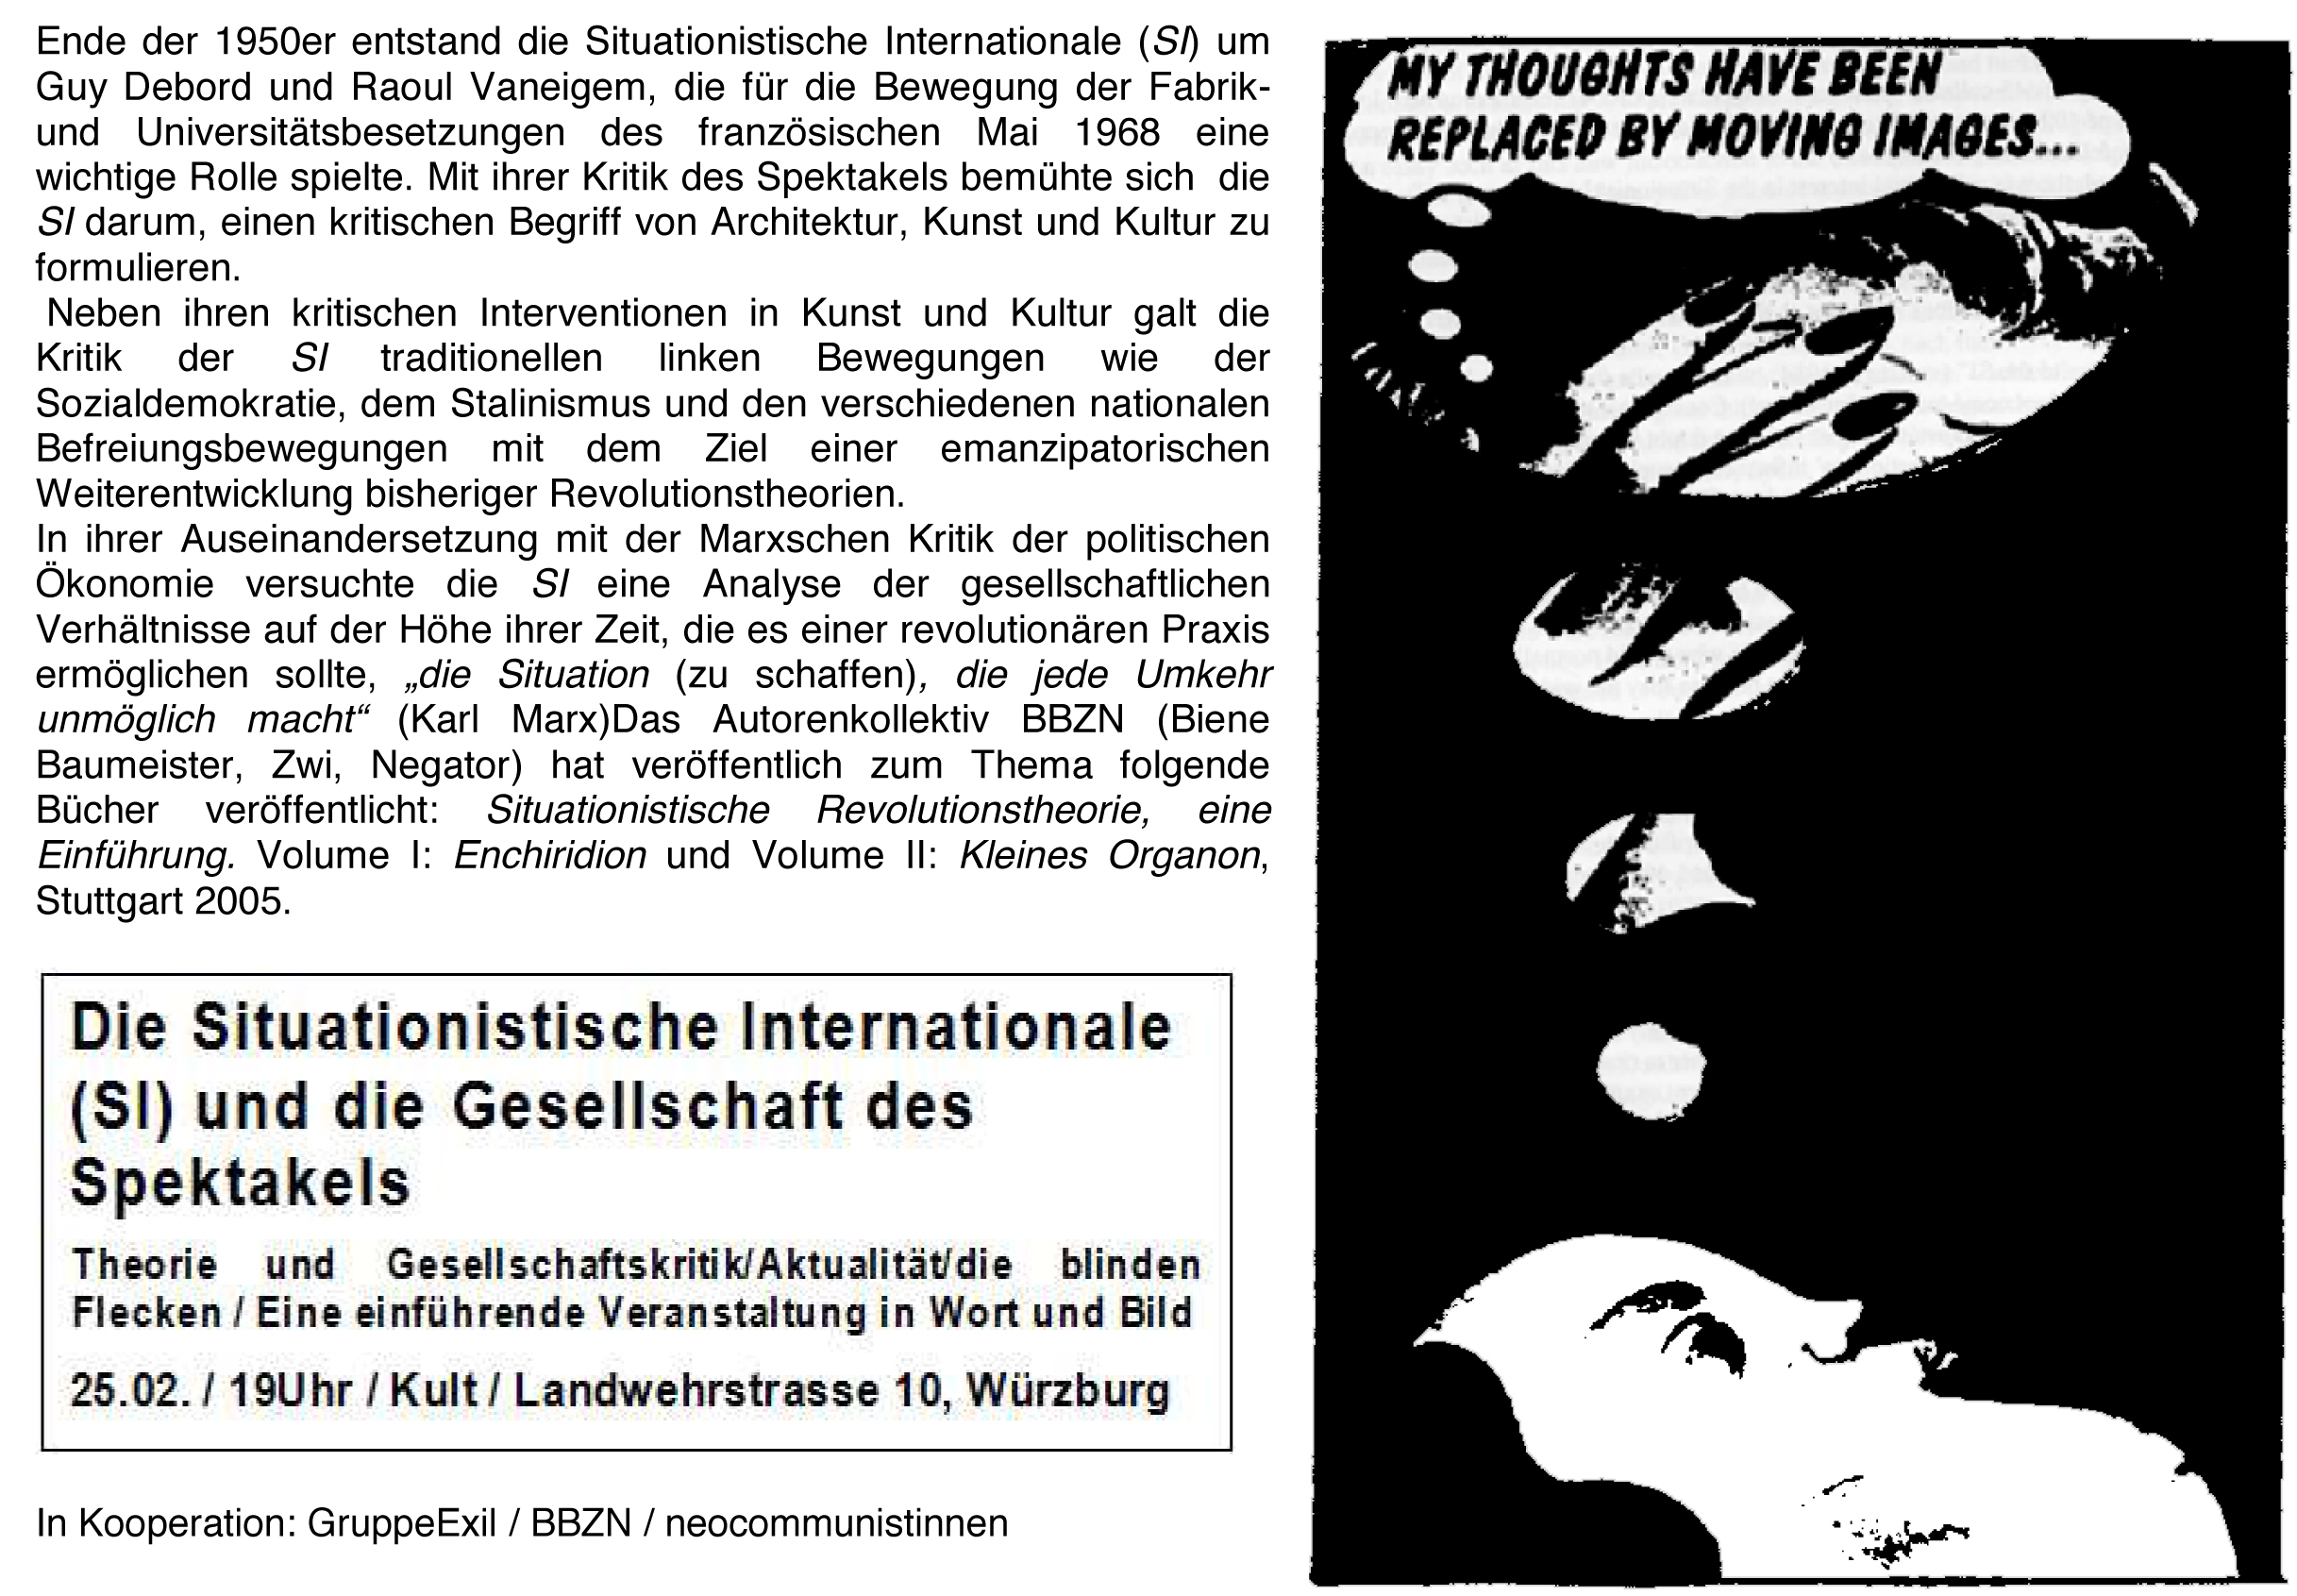 Ende der 1950er entstand die Situationistische Internationale (SI) um
Guy Debord und Raoul Vaneigem, die für die Bewegung der Fabrik-
und Universitätsbesetzungen des französischen Mai 1968 eine
wichtige Rolle spielte. Mit ihrer Kritik des Spektakels bemühte sich die
SI darum, einen kritischen Begriff von Architektur, Kunst und Kultur zu
formulieren.
Neben ihren kritischen Interventionen in Kunst und Kultur galt die
Kritik der SI traditionellen linken Bewegungen wie der
Sozialdemokratie, dem Stalinismus und den verschiedenen nationalen
Befreiungsbewegungen mit dem Ziel einer emanzipatorischen
Weiterentwicklung bisheriger Revolutionstheorien.
In ihrer Auseinandersetzung mit der Marxschen Kritik der politischen
Ökonomie versuchte die SI eine Analyse der gesellschaftlichen
Verhältnisse auf der Höhe ihrer Zeit, die es einer revolutionären Praxis
ermöglichen sollte, „die Situation (zu schaffen), die jede Umkehr
unmöglich macht“ (Karl Marx)Das Autorenkollektiv BBZN (Biene
Baumeister, Zwi, Negator) hat veröffentlich zum Thema folgende
Bücher veröffentlicht: Situationistische Revolutionstheorie, eine
Einführung. Volume I: Enchiridion und Volume II: Kleines Organon,
Stuttgart 2005.
Die Situationistische Internationale
(SI) und die Gesellschaft des
Spektakels
Theorie und Gesellschaftskritik/Aktualität/die blinden
Flecken / Eine einführende Veranstaltung in Wort und Bild
25.02. / 19Uhr / Kult / Landwehrstrasse 10, Würzburg
In Kooperation: GruppeExil / BBZN / neocommunistinnen
MY THOUGHTS HAVE BEEN
REPLACED BY MOVING IMAGES...